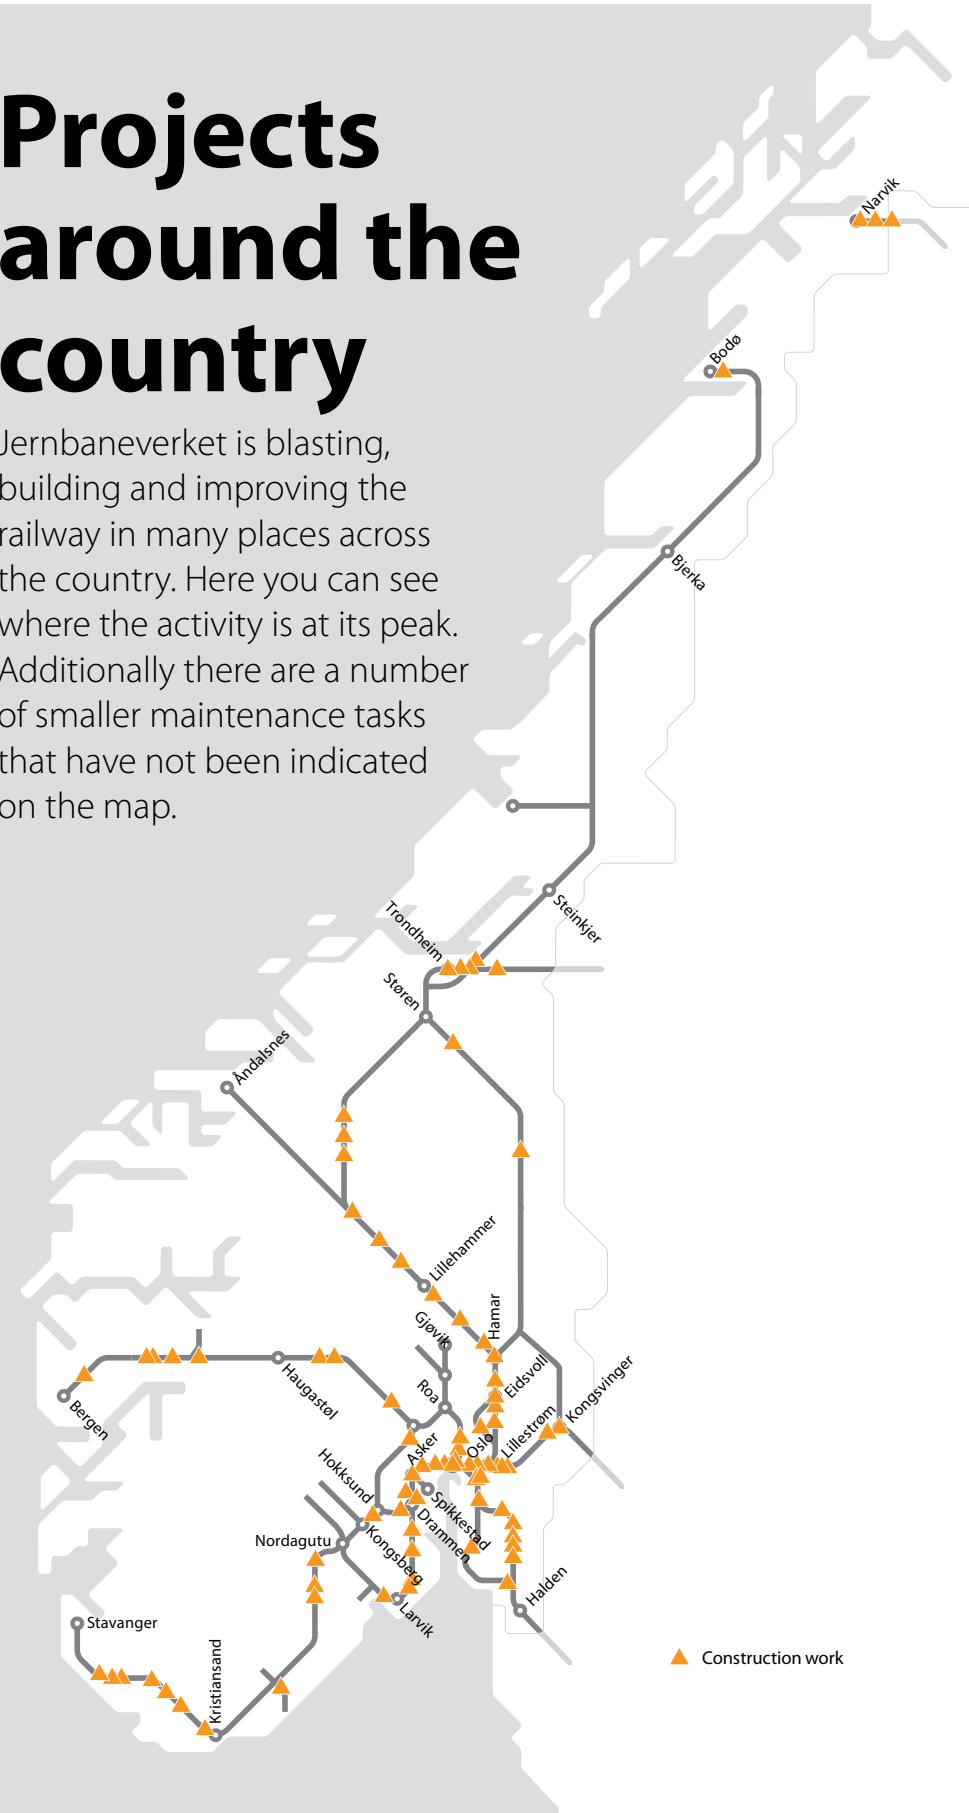 Projects
around the
country
Jernbaneverket is blasting,
building and improving the
railway in many places across
the country. Here you can see
where the activity is at its peak.
Additionally there are a number
of smaller maintenance tasks
that have not been indicated
on the map.
Narvik
Bodø
Bjerka
Steinkjer
Trondheim
Støren
Åndalsnes
Lillehammer
Gjøvik
Hamar
Eidsvoll
Kongsvinger
Roa
Haugastøl
Bergen
Lillestrøm
Oslo
Asker
Hokksund
Spikkestad
Drammen
Nordagutu
Kongsberg
Larvik
Halden
Stavanger
Kristiansand
Construction work